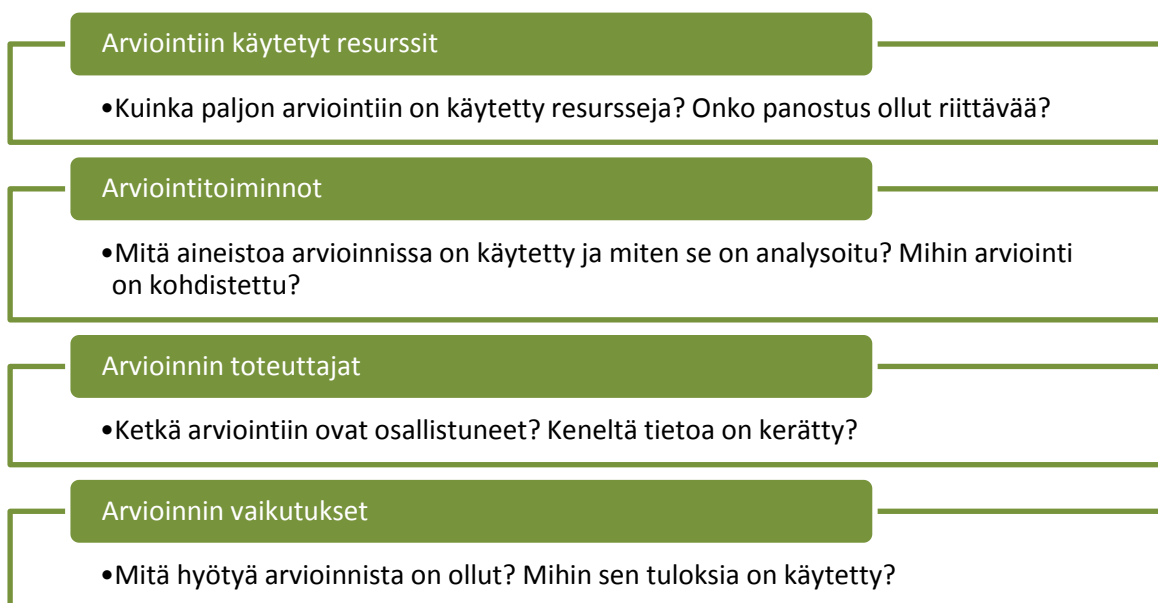 Arviointiin käytetyt resurssit
•Kuinka paljon arviointiin on käytetty resursseja? Onko panostus ollut riittävää?
Arviointitoiminnot
•Mitä aineistoa arvioinnissa on käytetty ja miten se on analysoitu? Mihin arviointi
on kohdistettu?
Arvioinnin toteuttajat
•Ketkä arviointiin ovat osallistuneet? Keneltä tietoa on kerätty?
Arvioinnin vaikutukset
•Mitä hyötyä arvioinnista on ollut? Mihin sen tuloksia on käytetty?